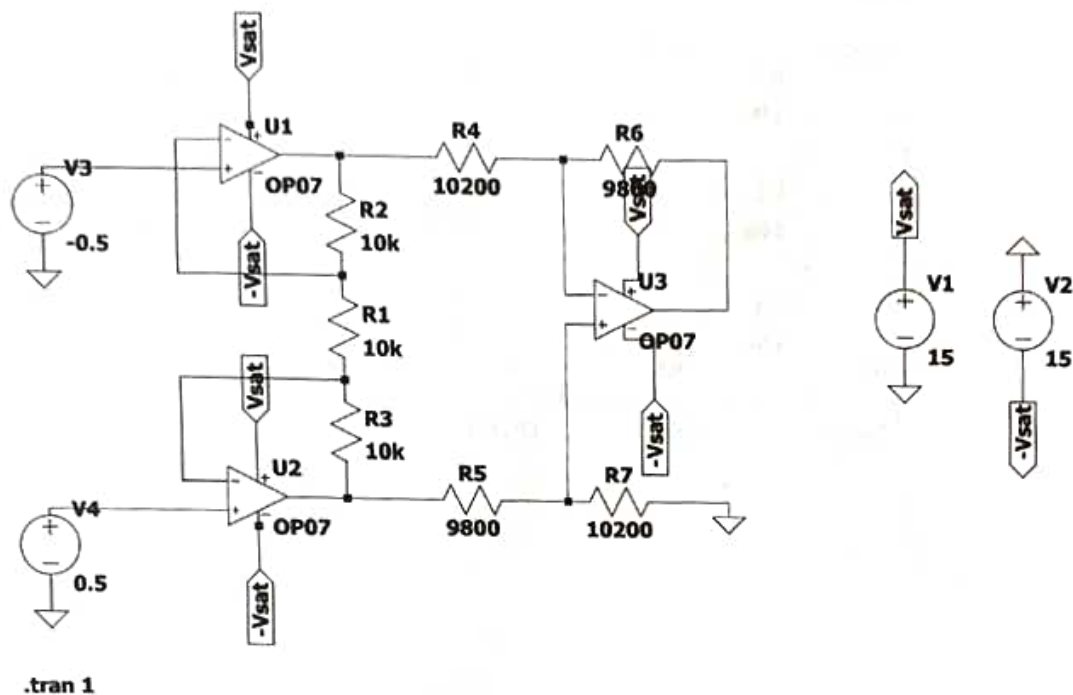 Vsat
U1
OP07
V3
-0.5
-Vsat
R2
10k
R4
10200
R6
9800
Vsat
U3
OP07
-Vsat
R1
10k
Vsat
R3
10k
U2
OP07
V4
0.5
-Vsat
R5
9800
R7
10200
Vsat
V1
15
V2
15
-Vsat
.tran 1